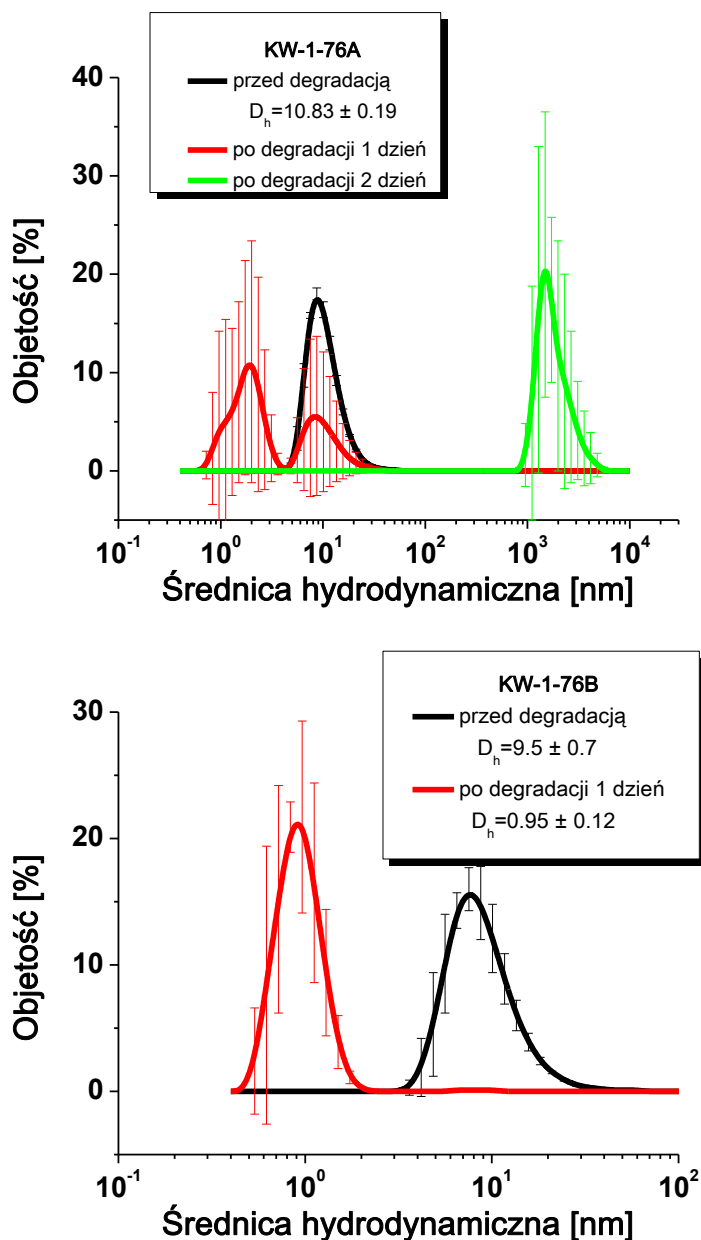 KW-1-76A
przed degradacją
D_h=10.83 ± 0.19
po degradacji 1 dzień
po degradacji 2 dzień
40
30
20
10
0
Objetość [%]
10^-1 10^0 10^1 10^2 10^3 10^4
Średnica hydrodynamiczna [nm]
KW-1-76B
przed degradacją
D_h=9.5 ± 0.7
po degradacji 1 dzień
D_h=0.95 ± 0.12
30
20
10
0
Objetość [%]
10^-1 10^0 10^1 10^2
Średnica hydrodynamiczna [nm]